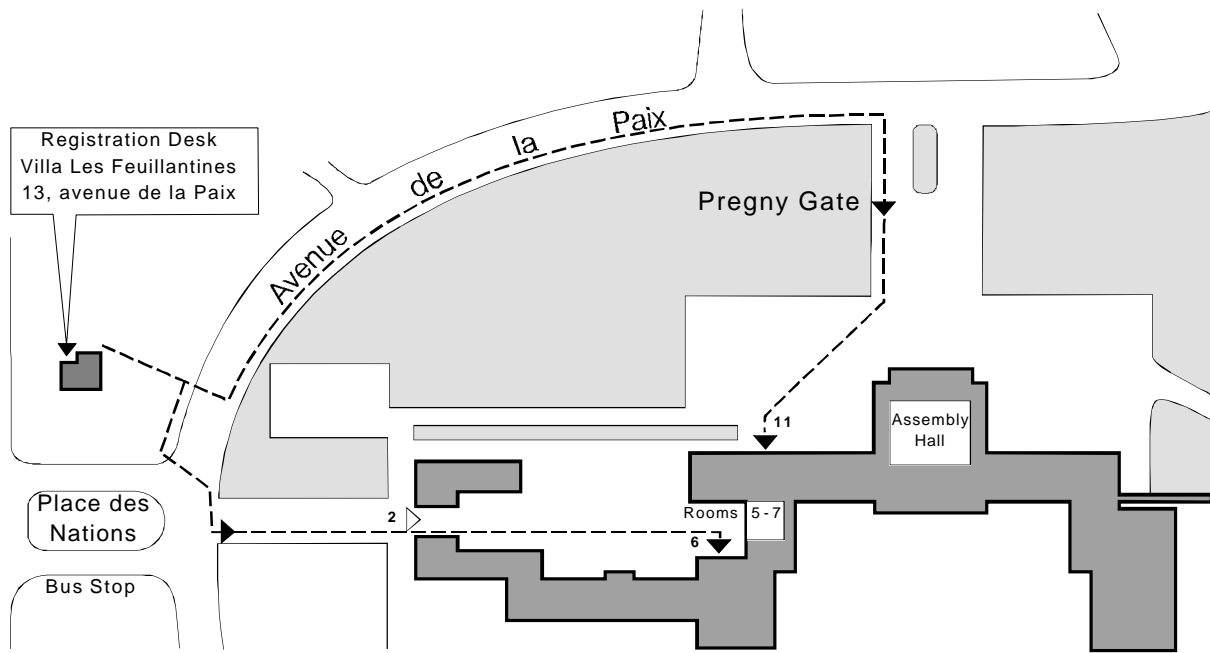 Registration Desk
Villa Les Feuillantines
13, avenue de la Paix
Avenue de la Paix
Pregny Gate
11
Assembly
Hall
Place des
Nations
2
Rooms 5-7
6
Bus Stop